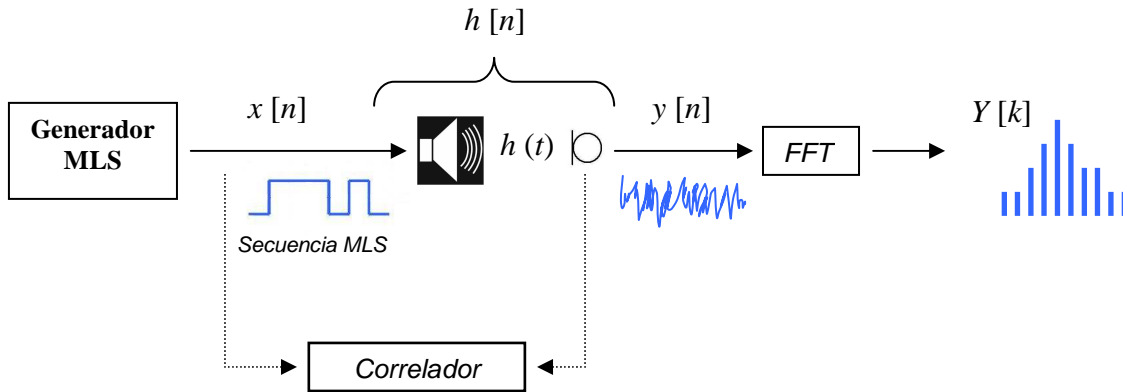 h [n]
x [n]
y [n]
Y [k]
Generador
MLS
h (t)
FFT
Secuencia MLS
Correlador